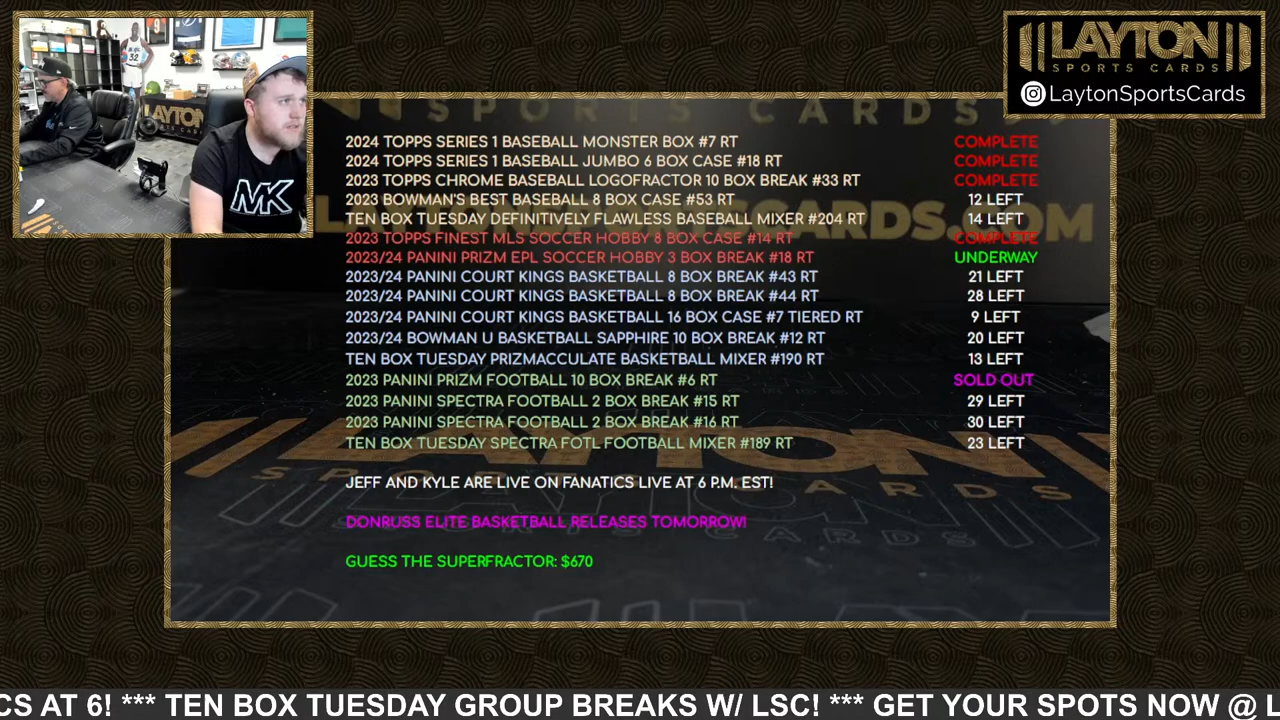 LAYTON
SPORTS CARDS
LaytonSportsCards
SPORTS CARDS
2024 TOPPS SERIES 1 BASEBALL MONSTER BOX #7 RT COMPLETE
2024 TOPPS SERIES 1 BASEBALL JUMBO 6 BOX CASE #18 RT COMPLETE
2023 TOPPS CHROME BASEBALL LOGOFRACTOR 10 BOX BREAK #33 RT COMPLETE
2023 BOWMAN'S BEST BASEBALL 8 BOX CASE #53 RT 12 LEFT
TEN BOX TUESDAY DEFINITIVELY FLAWLESS BASEBALL MIXER #204 RT 14 LEFT
2023 TOPPS FINEST MLS SOCCER HOBBY 8 BOX CASE #14 RT COMPLETE
2023/24 PANINI PRIZM EPL SOCCER HOBBY 3 BOX BREAK #18 RT UNDERWAY
2023/24 PANINI COURT KINGS BASKETBALL 8 BOX BREAK #43 RT 21 LEFT
2023/24 PANINI COURT KINGS BASKETBALL 8 BOX BREAK #44 RT 28 LEFT
2023/24 PANINI COURT KINGS BASKETBALL 16 BOX CASE #7 TIERED RT 9 LEFT
2023/24 BOWMAN U BASKETBALL SAPPHIRE 10 BOX BREAK #12 RT 20 LEFT
TEN BOX TUESDAY PRIZMACCULATE BASKETBALL MIXER #190 RT 13 LEFT
2023 PANINI PRIZM FOOTBALL 10 BOX BREAK #6 RT SOLD OUT
2023 PANINI SPECTRA FOOTBALL 2 BOX BREAK #15 RT 29 LEFT
2023 PANINI SPECTRA FOOTBALL 2 BOX BREAK #16 RT 30 LEFT
TEN BOX TUESDAY SPECTRA FOTL FOOTBALL MIXER #189 RT 23 LEFT
JEFF AND KYLE ARE LIVE ON FANATICS LIVE AT 6 P.M. EST!
DONRUSS ELITE BASKETBALL RELEASES TOMORROW!
GUESS THE SUPERFRACTOR: $670
MK
32
CS AT 6! *** TEN BOX TUESDAY GROUP BREAKS W/ LSC! *** GET YOUR SPOTS NOW @ L